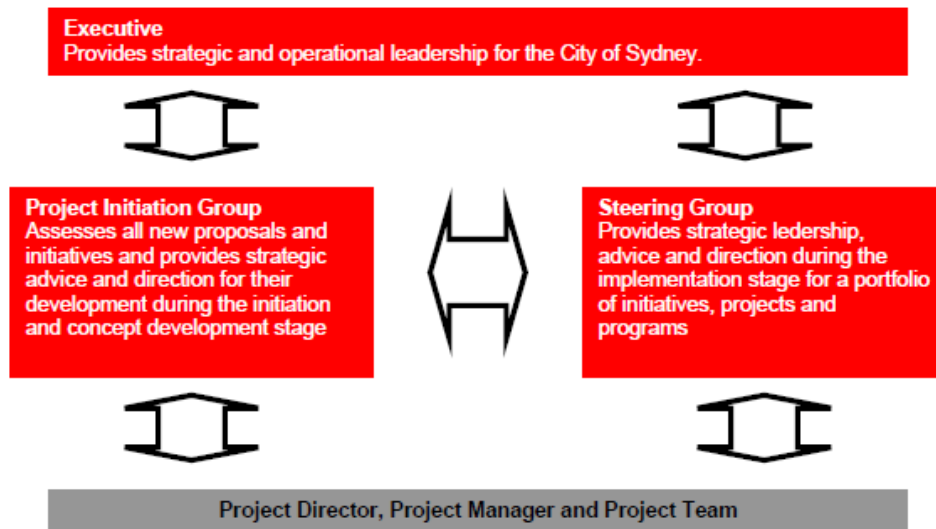 Executive
Provides strategic and operational leadership for the City of Sydney.
Project Initiation Group
Assesses all new proposals and
initiatives and provides strategic
advice and direction for their
development during the initiation
and concept development stage
Steering Group
Provides strategic ledership,
advice and direction during the
implementation stage for a portfolio
of initiatives, projects and
programs
Project Director, Project Manager and Project Team